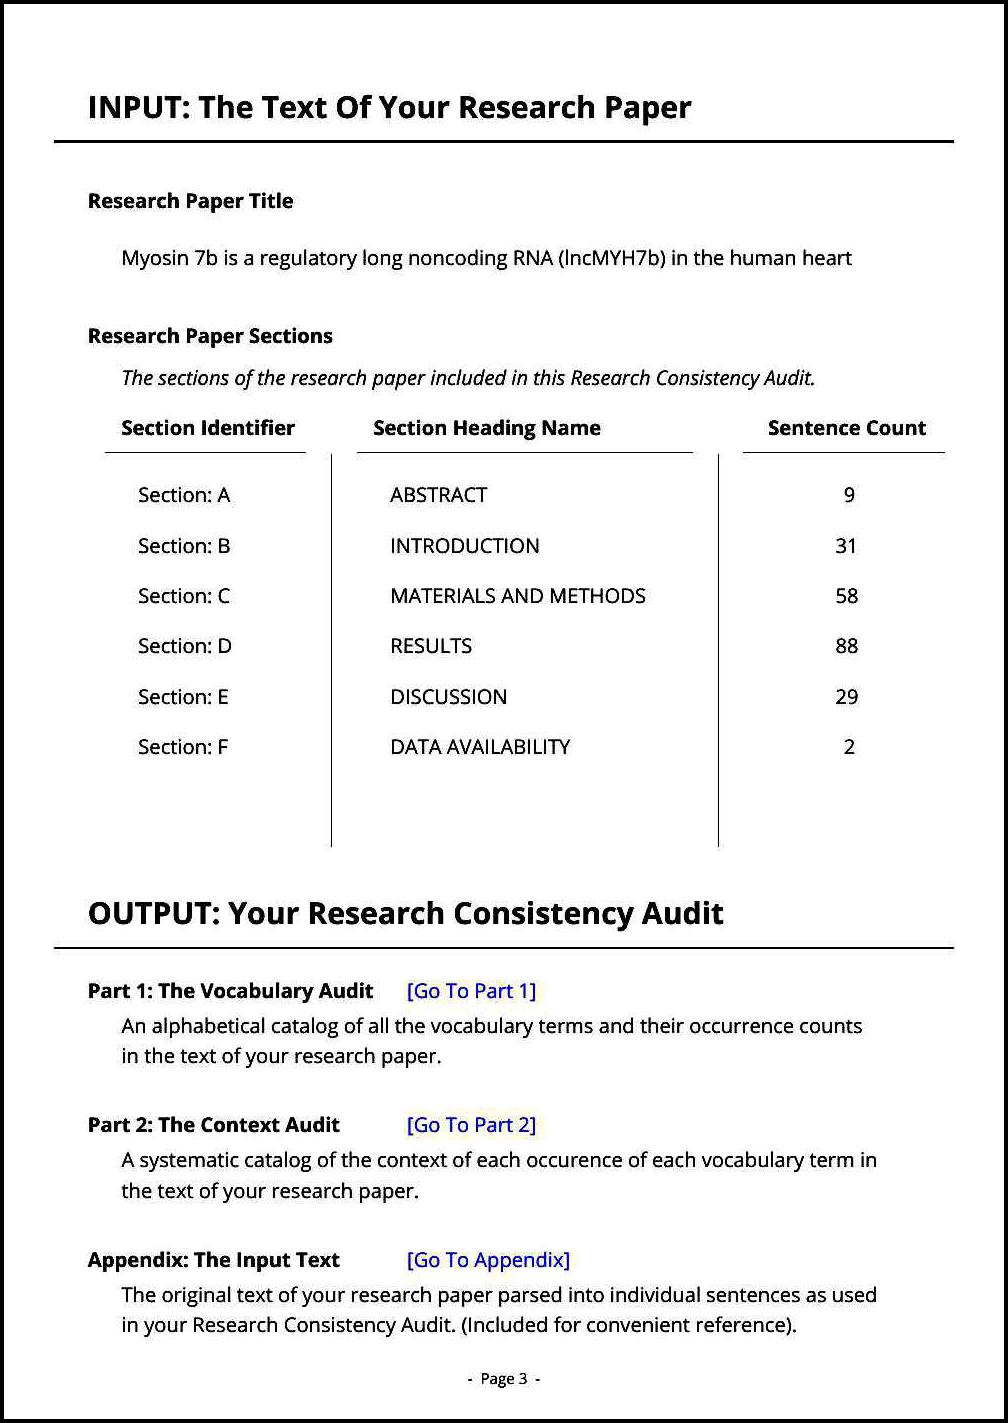 INPUT: The Text Of Your Research Paper
Research Paper Title
Myosin 7b is a regulatory long noncoding RNA (lncMYH7b) in the human heart
Research Paper Sections
The sections of the research paper included in this Research Consistency Audit.
Section Identifier Section Heading Name Sentence Count
Section: A ABSTRACT 9
Section: B INTRODUCTION 31
Section: C MATERIALS AND METHODS 58
Section: D RESULTS 88
Section: E DISCUSSION 29
Section: F DATA AVAILABILITY 2
OUTPUT: Your Research Consistency Audit
Part 1: The Vocabulary Audit [Go To Part 1]
An alphabetical catalog of all the vocabulary terms and their occurrence counts
in the text of your research paper.
Part 2: The Context Audit [Go To Part 2]
A systematic catalog of the context of each occurence of each vocabulary term in
the text of your research paper.
Appendix: The Input Text [Go To Appendix]
The original text of your research paper parsed into individual sentences as used
in your Research Consistency Audit. (Included for convenient reference).
- Page 3 -